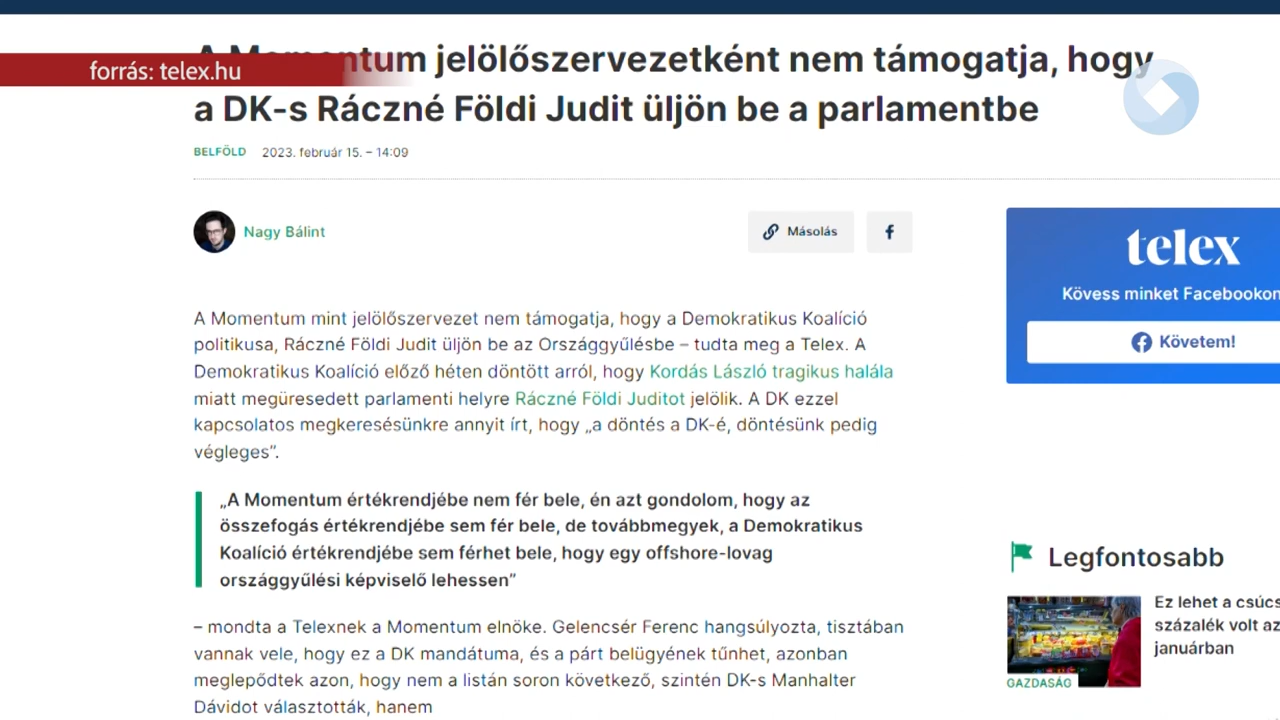 A Momentum jelölőszervezetként nem támogatja, hogy
forrás: telex.hu
a DK-s Ráczné Földi Judit üljön be a parlamentbe
BELFÖLD 2023. február 15. – 14:09
Nagy Bálint
Másolás
telex
Kövess minket Facebookon
Követem!
A Momentum mint jelölőszervezet nem támogatja, hogy a Demokratikus Koalíció
politikusa, Ráczné Földi Judit üljön be az Országgyűlésbe – tudta meg a Telex. A
Demokratikus Koalíció előző héten döntött arról, hogy Kordás László tragikus halála
miatt megüresedett parlamenti helyre Ráczné Földi Juditot jelölik. A DK ezzel
kapcsolatos megkeresésünkre annyit írt, hogy „a döntés a DK-é, döntésünk pedig
végleges”.
„A Momentum értékrendjébe nem fér bele, én azt gondolom, hogy az
összefogás értékrendjébe sem fér bele, de továbbmegyek, a Demokratikus
Koalíció értékrendjébe sem férhet bele, hogy egy offshore-lovag
országgyűlési képviselő lehessen”
– mondta a Telexnek a Momentum elnöke. Gelencsér Ferenc hangsúlyozta, tisztában
vannak vele, hogy ez a DK mandátuma, és a párt belügyének tűnhet, azonban
meglepődtek azon, hogy nem a listán soron következő, szintén DK-s Manhalter
Dávidot választották, hanem
Legfontosabb
Ez lehet a csúcs
százalék volt az
januárban
GAZDASÁG